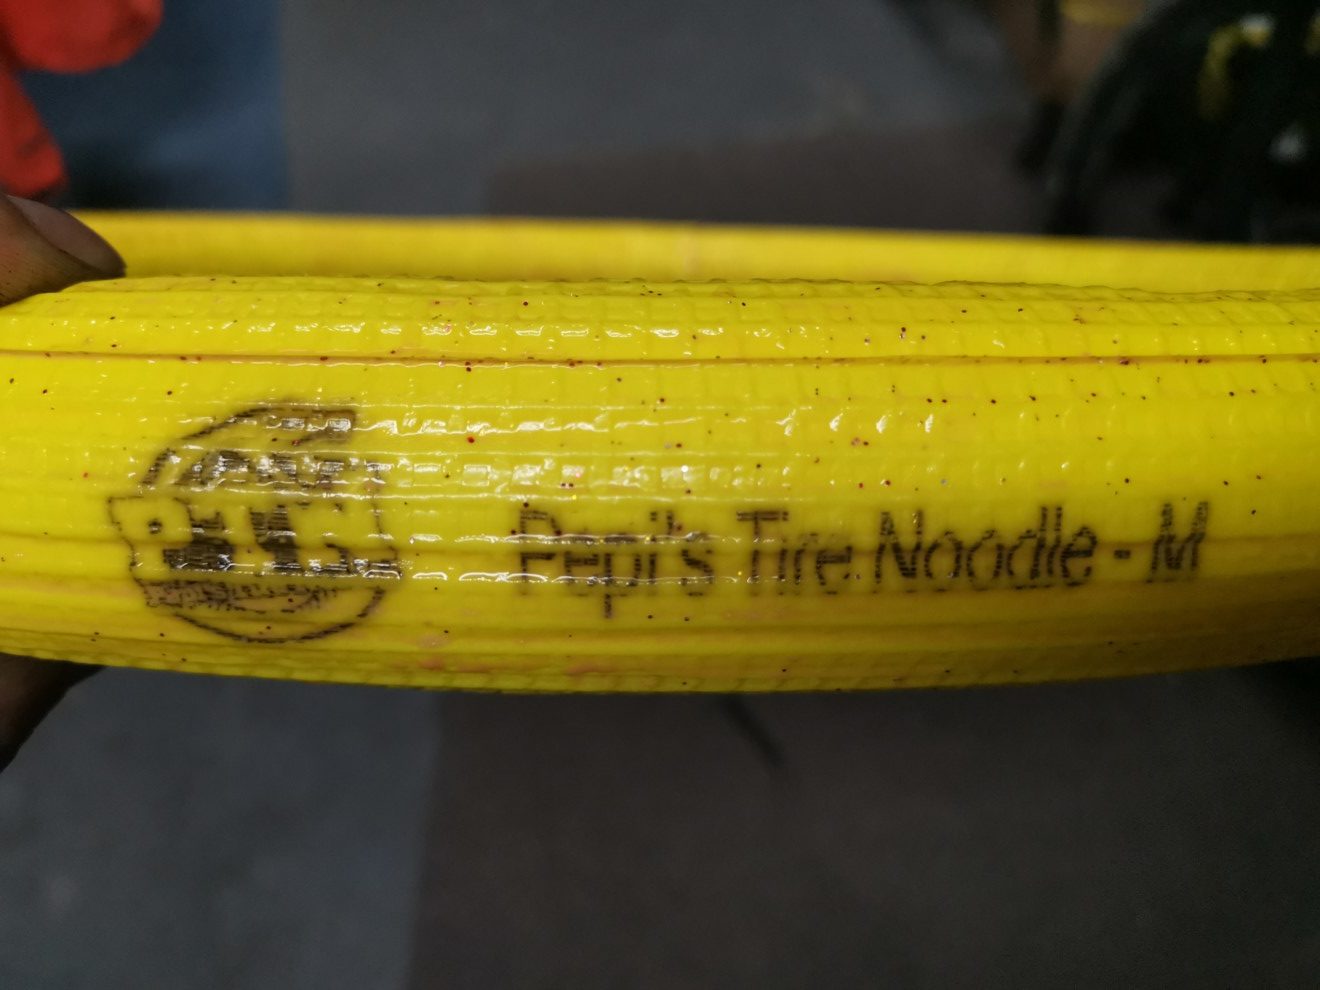 Pepi's Tire Noodle - M